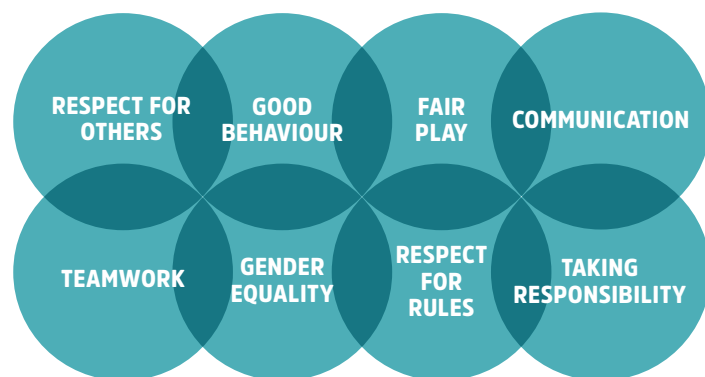 RESPECT FOR
OTHERS
GOOD
BEHAVIOUR
FAIR
PLAY
COMMUNICATION
TEAMWORK
GENDER
EQUALITY
RESPECT
FOR
RULES
TAKING
RESPONSIBILITY